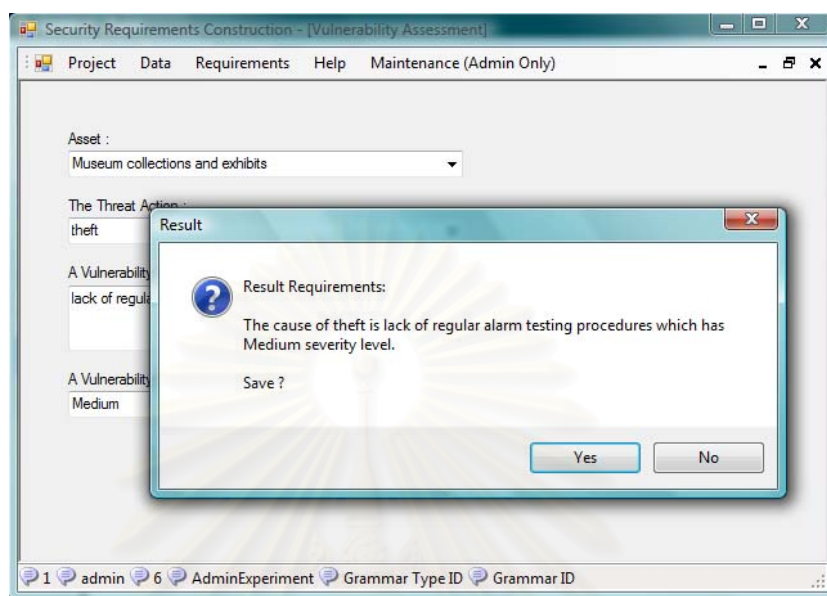 Security Requirements Construction - [Vulnerability Assessment]
Project Data Requirements Help Maintenance (Admin Only)
Asset :
Museum collections and exhibits
The Threat Action :
theft
Result
A Vulnerability
lack of regula
Result Requirements:
The cause of theft is lack of regular alarm testing procedures which has
Medium severity level.
Save ?
A Vulnerability
Medium
Yes No
1 admin 6 AdminExperiment Grammar Type ID Grammar ID